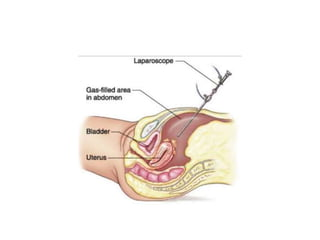 Laparoscope
Gas-filled area
in abdomen
Bladder
Uterus